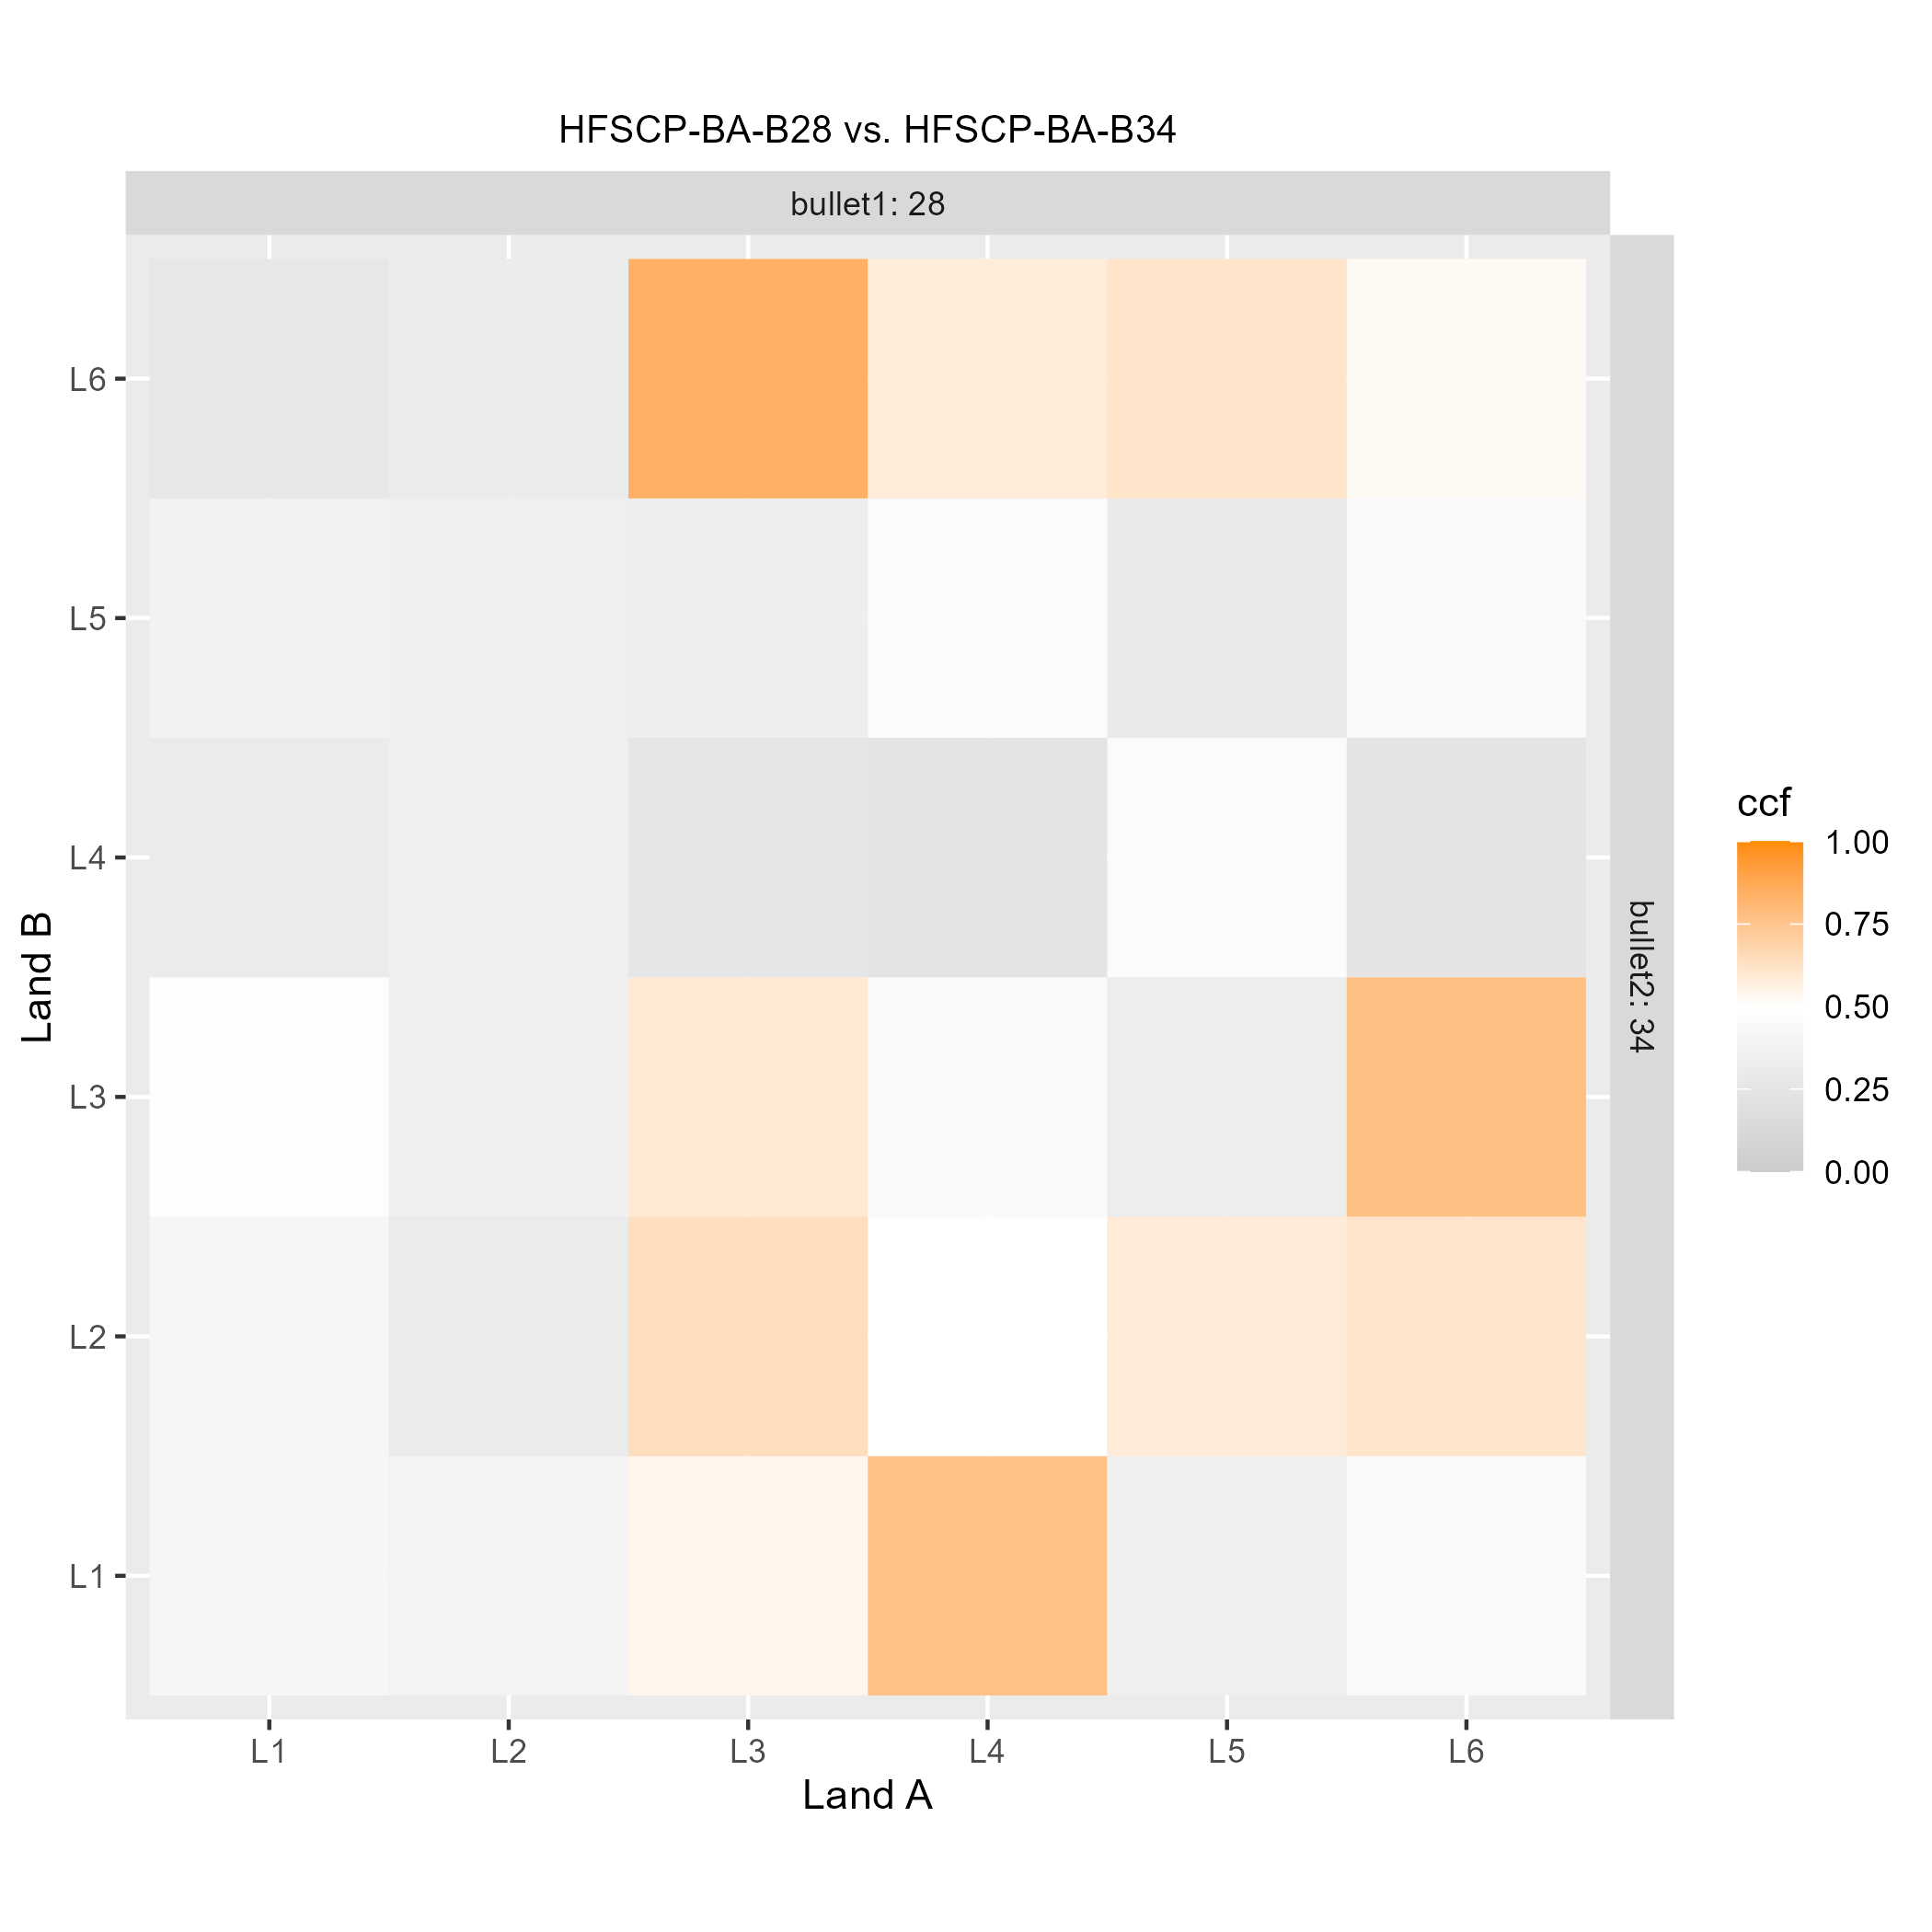 HFSCP-BA-B28 vs. HFSCP-BA-B34
bullet1: 28
L6
L5
L4
L3
L2
L1
Land B
bullet2: 34
L1 L2 L3 L4 L5 L6
Land A
ccf
1.00
0.75
0.50
0.25
0.00